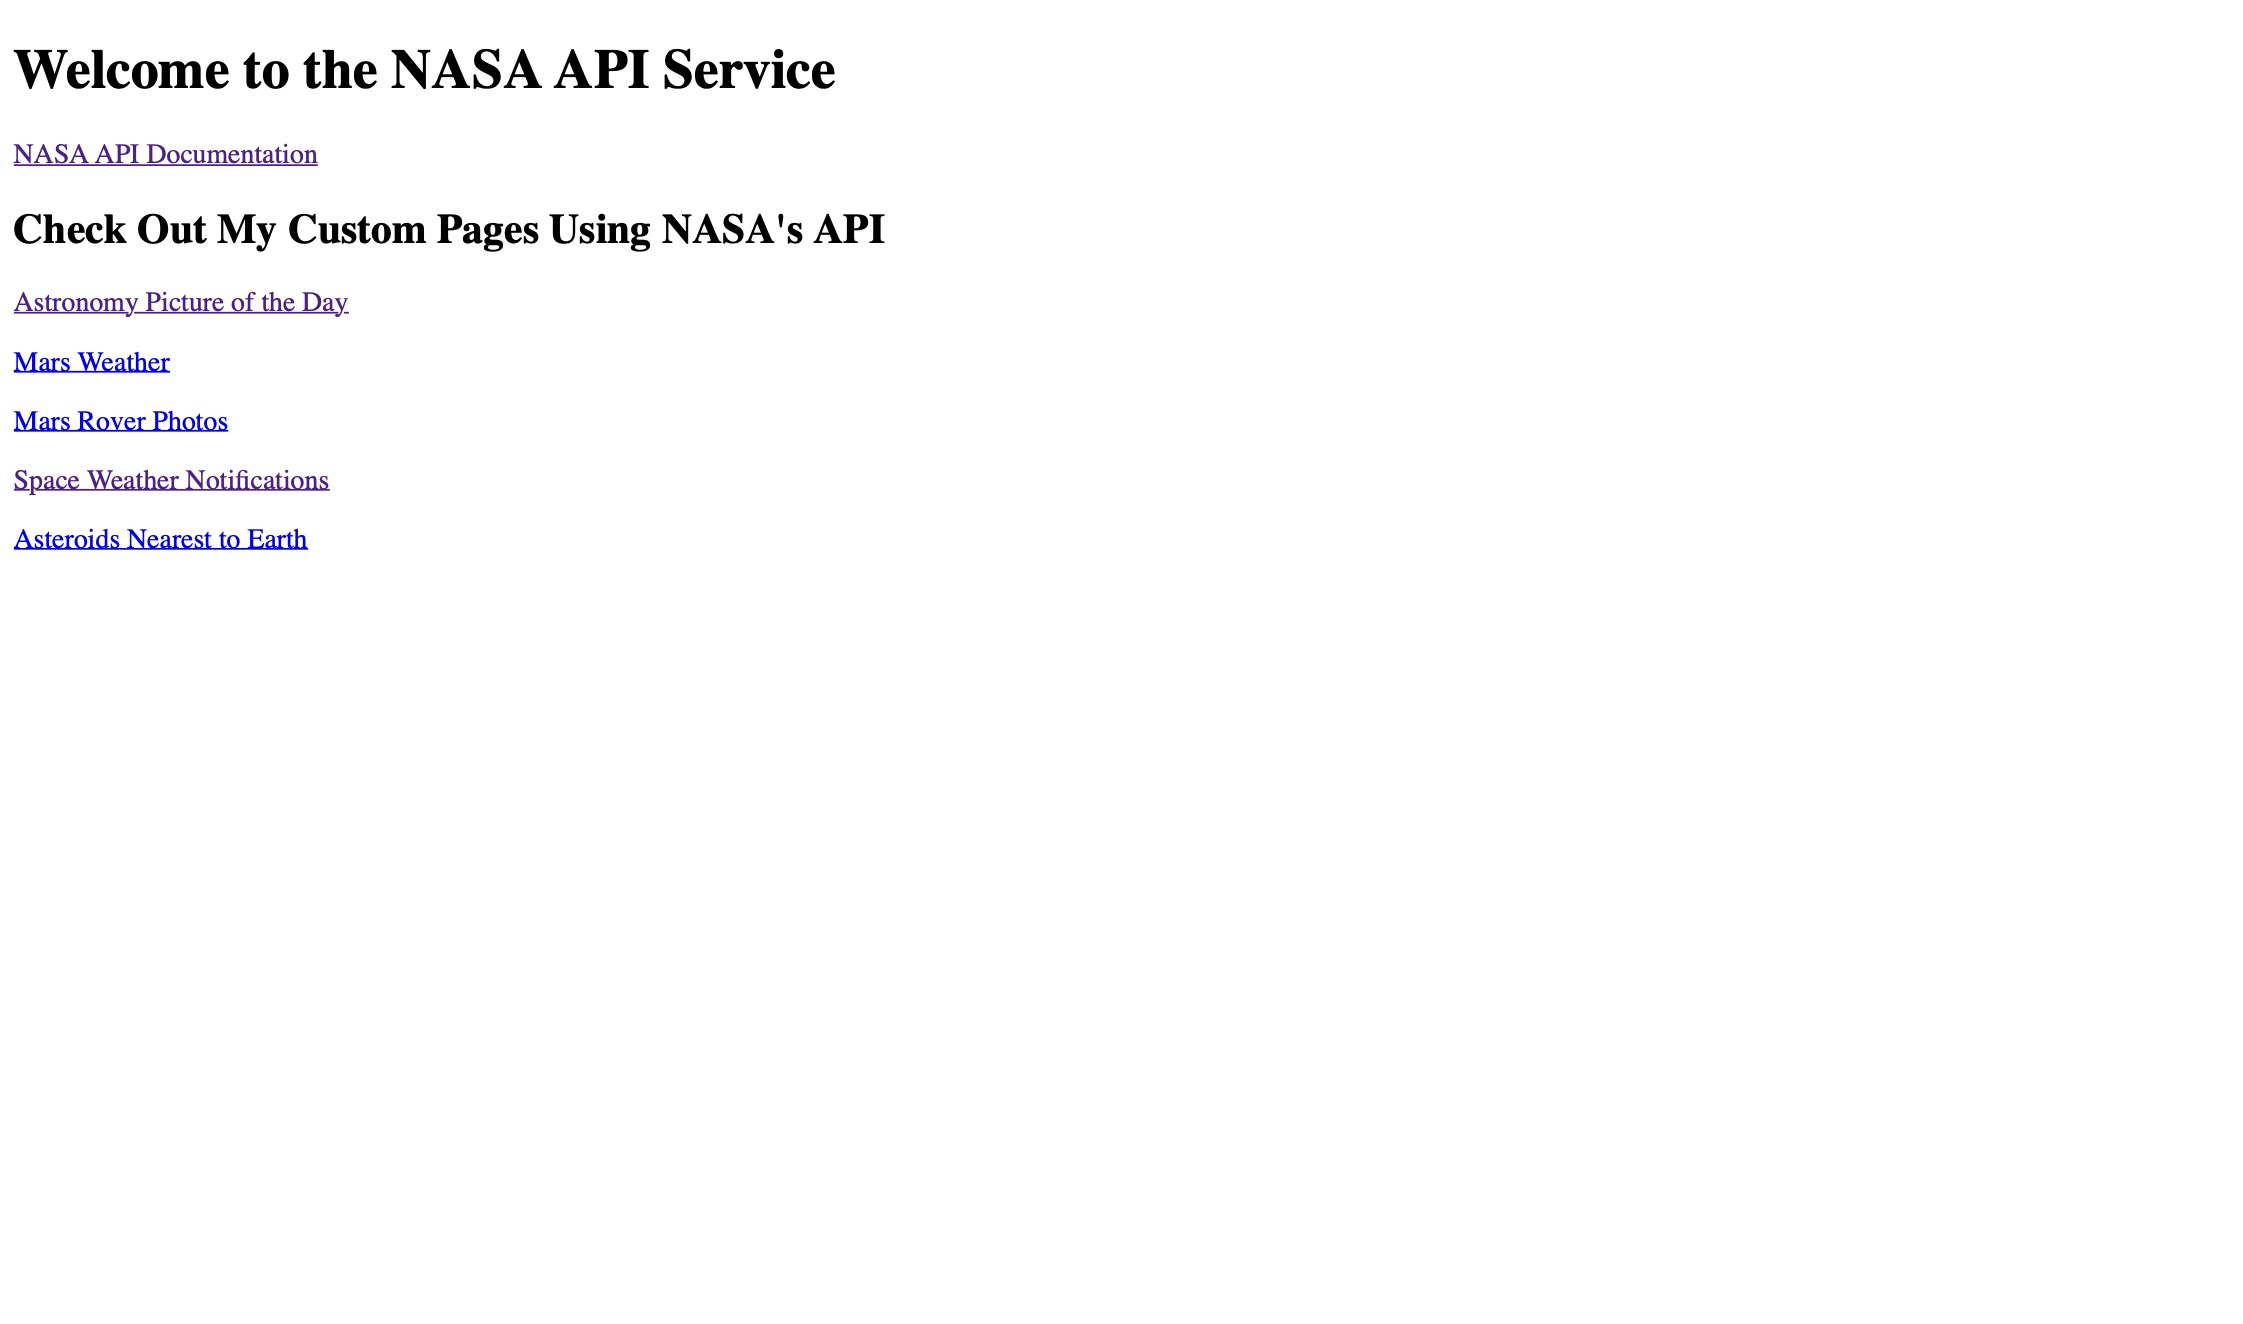 Welcome to the NASA API Service
NASA API Documentation
Check Out My Custom Pages Using NASA's API
Astronomy Picture of the Day
Mars Weather
Mars Rover Photos
Space Weather Notifications
Asteroids Nearest to Earth